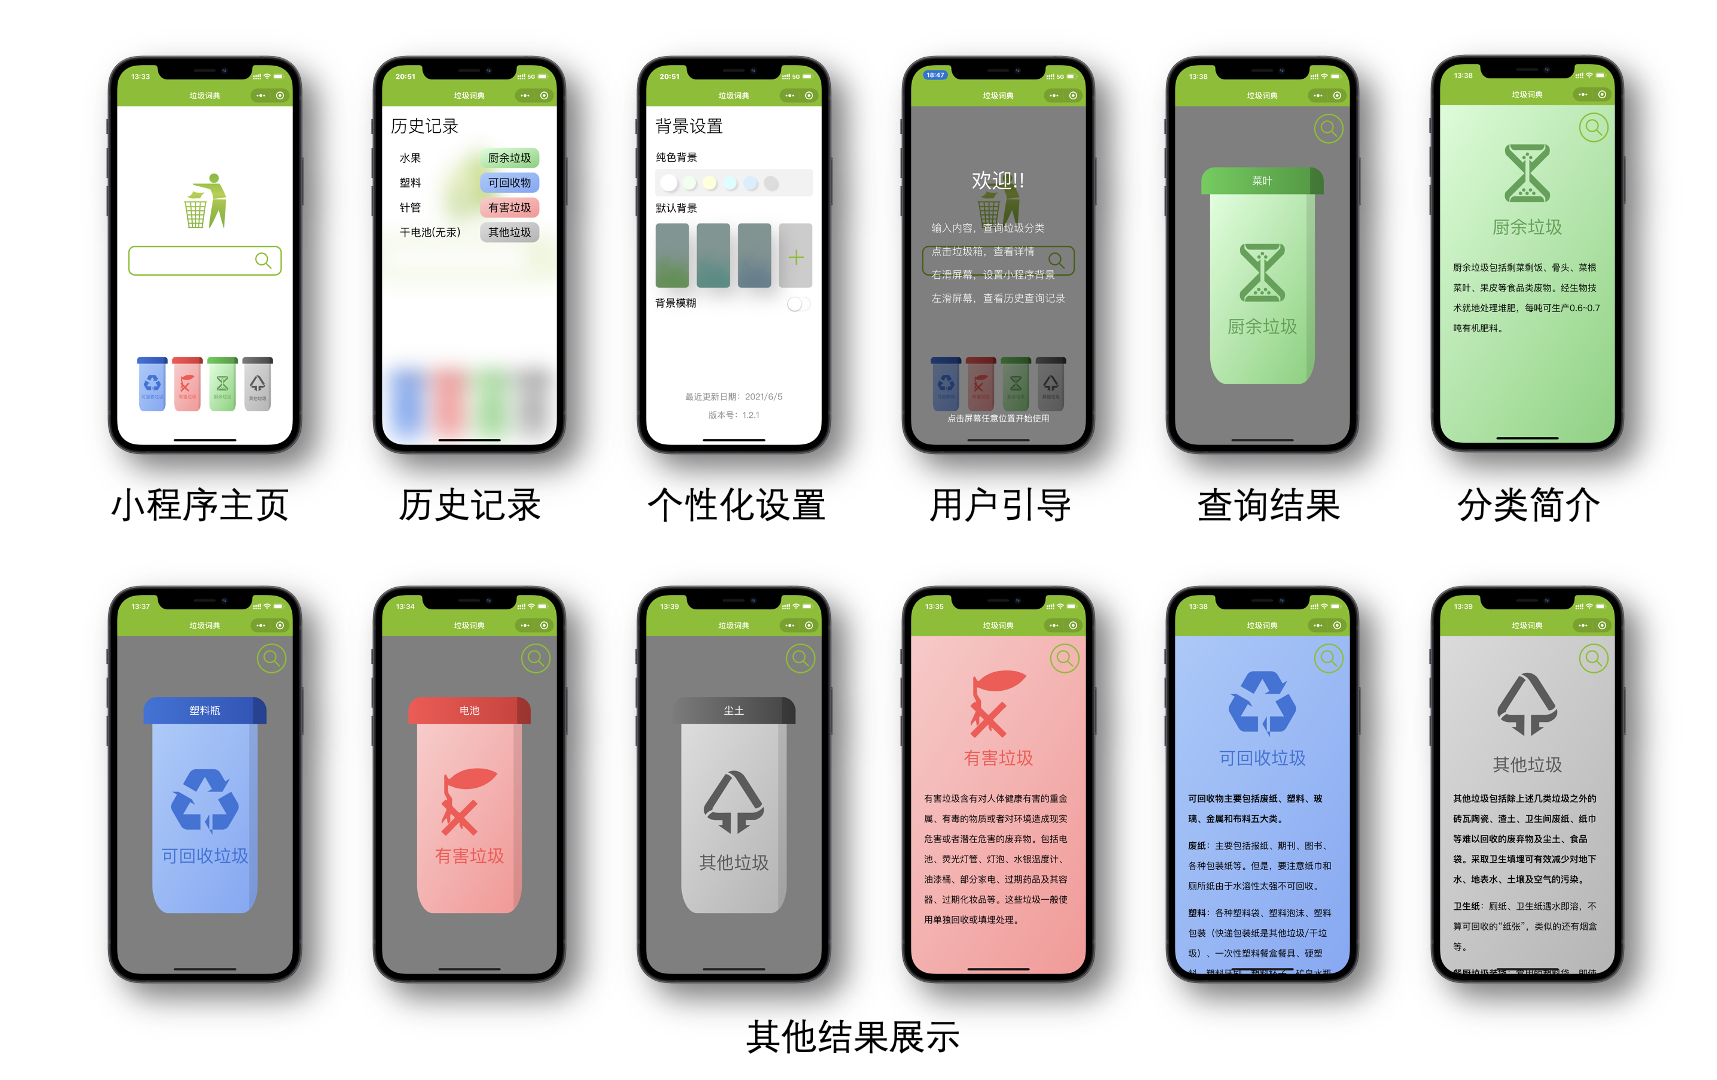 13:33
垃圾词典
可回收垃圾
有害垃圾
厨余垃圾
其他垃圾
小程序主页
20:51
5G
垃圾词典
历史记录
水果 厨余垃圾
塑料 可回收物
针管 有害垃圾
干电池(无汞) 其他垃圾
历史记录
20:51
5G
垃圾词典
背景设置
纯色背景
默认背景
背景模糊
最近更新日期：2021/6/5
版本号：1.2.1
个性化设置
18:47
5G
垃圾词典
欢迎!!
输入内容，查询垃圾分类
点击垃圾箱，查看详情
右滑屏幕，设置小程序背景
左滑屏幕，查看历史查询记录
点击屏幕任意位置开始使用
用户引导
13:38
垃圾词典
菜叶
厨余垃圾
查询结果
13:38
垃圾词典
厨余垃圾
厨余垃圾包括剩菜剩饭、骨头、菜根
菜叶、果皮等食品类废物。经生物技
术就地处理堆肥，每吨可生产0.6~0.7
吨有机肥料。
分类简介
13:37
垃圾词典
塑料瓶
可回收垃圾
13:34
垃圾词典
电池
有害垃圾
13:39
垃圾词典
尘土
其他垃圾
13:35
垃圾词典
有害垃圾
有害垃圾含有对人体健康有害的重金
属、有毒的物质或者对环境造成现实
危害或者潜在危害的废弃物。包括电
池、荧光灯管、灯泡、水银温度计、
油漆桶、部分家电、过期药品及其容
器、过期化妆品等。这些垃圾一般使
用单独回收或填埋处理。
13:38
垃圾词典
可回收垃圾
可回收物主要包括废纸、塑料、玻
璃、金属和布料五大类。
废纸：主要包括报纸、期刊、图书、
各种包装纸等。但是，要注意纸巾和
厕所纸由于水溶性太强不可回收。
塑料：各种塑料袋、塑料泡沫、塑料
包装（快递包装纸是其他垃圾/干垃
圾）、一次性塑料餐盒餐具、硬塑
13:39
垃圾词典
其他垃圾
其他垃圾包括除上述几类垃圾之外的
砖瓦陶瓷、渣土、卫生间废纸、纸巾
等难以回收的废弃物及尘土、食品
袋。采取卫生填埋可有效减少对地下
水、地表水、土壤及空气的污染。
卫生纸：厕纸、卫生纸遇水即溶，不
算可回收的“纸张”，类似的还有烟盒
等。
其他结果展示